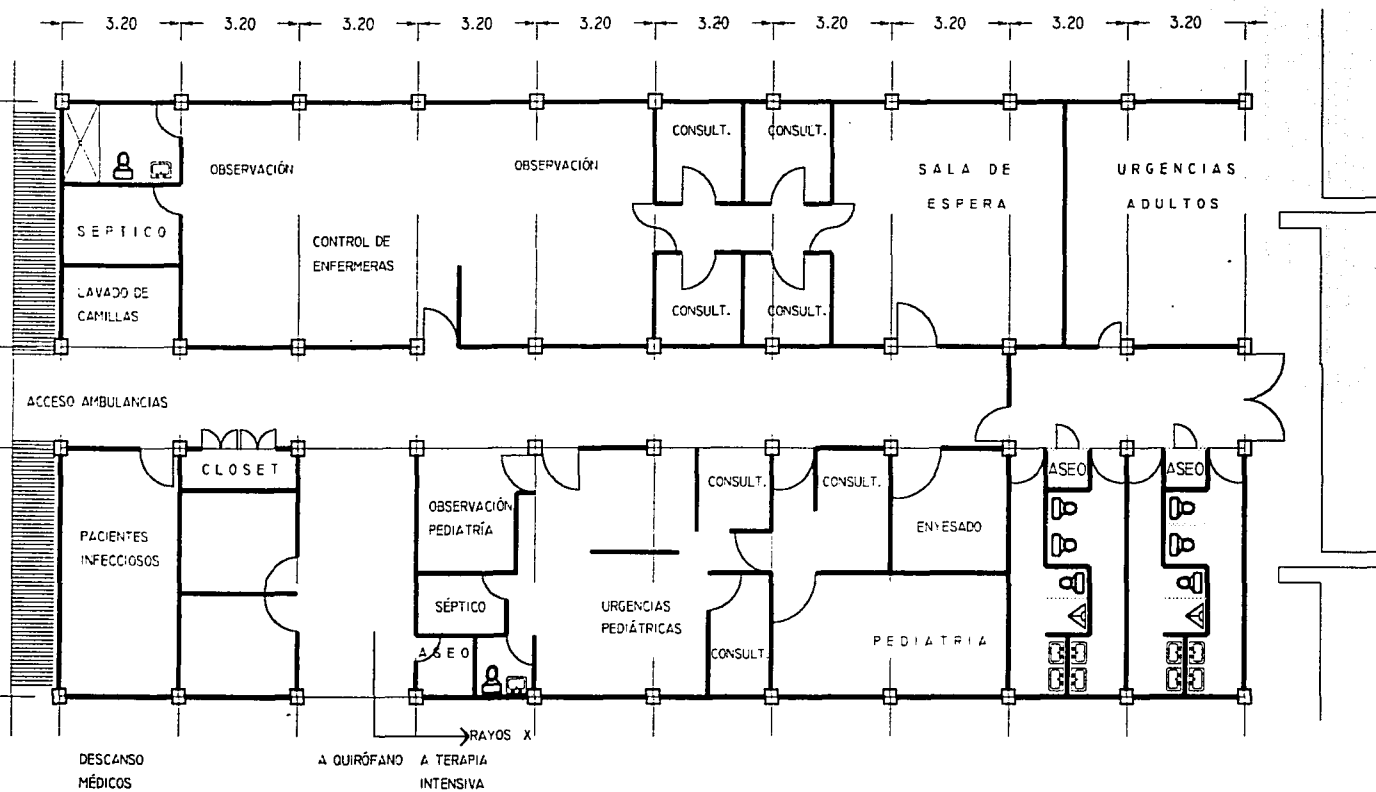 3.20 3.20 3.20 3.20 3.20 3.20 3.20 3.20 3.20 3.20
CONSULT. CONSULT.
OBSERVACIÓN OBSERVACIÓN
SALA DE
ESPERA
URGENCIAS
ADULTOS
SEPTICO
CONTROL DE
ENFERMERAS
LAVADO DE
CAMILLAS
CONSULT. CONSULT.
ACCESO AMBULANCIAS
CLOSET
ASEO ASEO
CONSULT. CONSULT.
OBSERVACIÓN
PEDIATRÍA
ENYESADO
PACIENTES
INFECCIOSOS
SÉPTICO
URGENCIAS
PEDIÁTRICAS
PEDIATRIA
ASEO
CONSULT.
RAYOS X
DESCANSO
MÉDICOS
A QUIRÓFANO
A TERAPIA
INTENSIVA